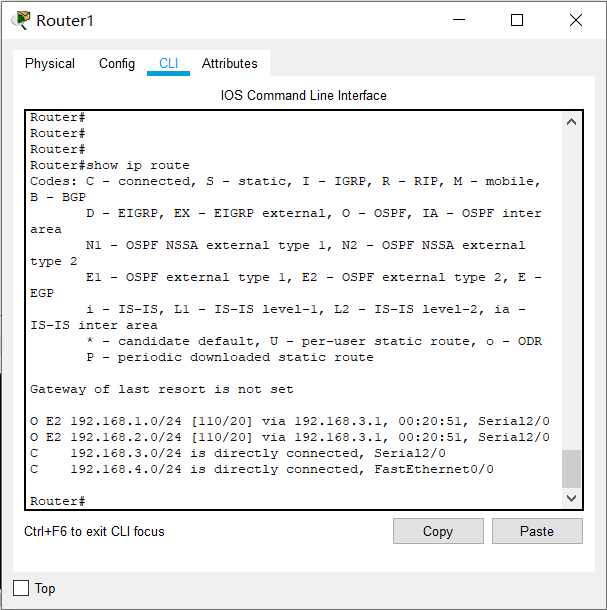 Router1
Physical Config CLI Attributes
IOS Command Line Interface
Router#
Router#
Router#
Router#show ip route
Codes: C - connected, S - static, I - IGRP, R - RIP, M - mobile,
B - BGP
       D - EIGRP, EX - EIGRP external, O - OSPF, IA - OSPF inter
area
       N1 - OSPF NSSA external type 1, N2 - OSPF NSSA external
type 2
       E1 - OSPF external type 1, E2 - OSPF external type 2, E -
EGP
       i - IS-IS, L1 - IS-IS level-1, L2 - IS-IS level-2, ia -
IS-IS inter area
       * - candidate default, U - per-user static route, o - ODR
       P - periodic downloaded static route
Gateway of last resort is not set
O E2 192.168.1.0/24 [110/20] via 192.168.3.1, 00:20:51, Serial2/0
O E2 192.168.2.0/24 [110/20] via 192.168.3.1, 00:20:51, Serial2/0
C    192.168.3.0/24 is directly connected, Serial2/0
C    192.168.4.0/24 is directly connected, FastEthernet0/0
Router#
Ctrl+F6 to exit CLI focus
Copy Paste
Top